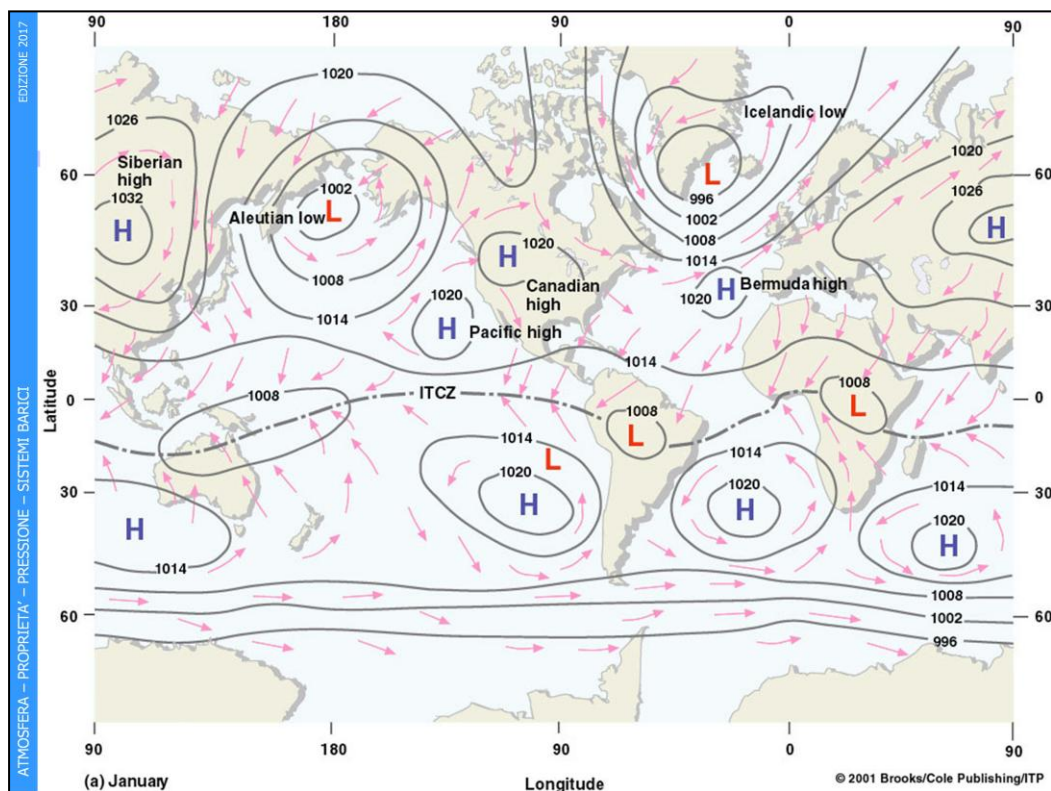 ATMOSFERA – PROPRIETA’ – PRESSIONE – SISTEMI BARICI
EDIZIONE 2017
90
180
90
0
90
1020
1026
Siberian
high
1032
H
1002
L
Aleutian low
1008
1014
Icelandic low
L
996
1002
1008
1014
1020
1026
H
60
60
H
1020
Canadian
high
1020
H
Pacific high
H
1020
Bermuda high
30
30
1014
Latitude
0
0
1008
ITCZ
1008
L
1008
L
1014
L
1020
H
1014
1020
H
1014
1020
H
30
30
H
1014
1008
1002
996
60
60
90
180
90
0
90
(a) January
Longitude
© 2001 Brooks/Cole Publishing/ITP